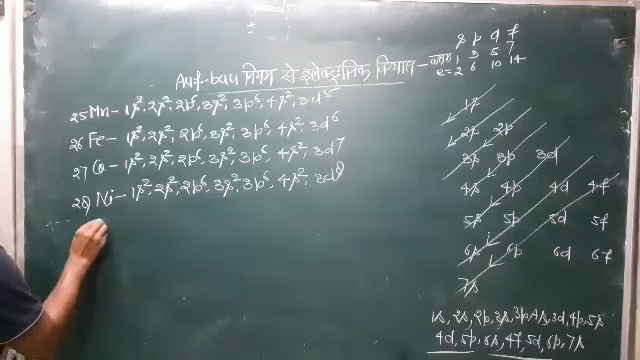 s p d f
Auf-bau नियम से इलेक्ट्रॉनिक विन्यास - कक्षक 1 3 5 7
e=2 6 10 14
25 Mn - 1s², 2s², 2p⁶, 3s², 3p⁶, 4s², 3d⁵
26 Fe - 1s², 2s², 2p⁶, 3s², 3p⁶, 4s², 3d⁶
27 Co - 1s², 2s², 2p⁶, 3s², 3p⁶, 4s², 3d⁷
28) Ni - 1s², 2s², 2p⁶, 3s², 3p⁶, 4s², 3d⁸
1s
2s 2p
3s 3p 3d
4s 4p 4d 4f
5s 5p 5d 5f
6s 6p 6d 6f
7s
1s, 2s, 2p, 3s, 3p 4s, 3d, 4p, 5s
4d, 5p, 6s, 4f, 5d, 6p, 7s